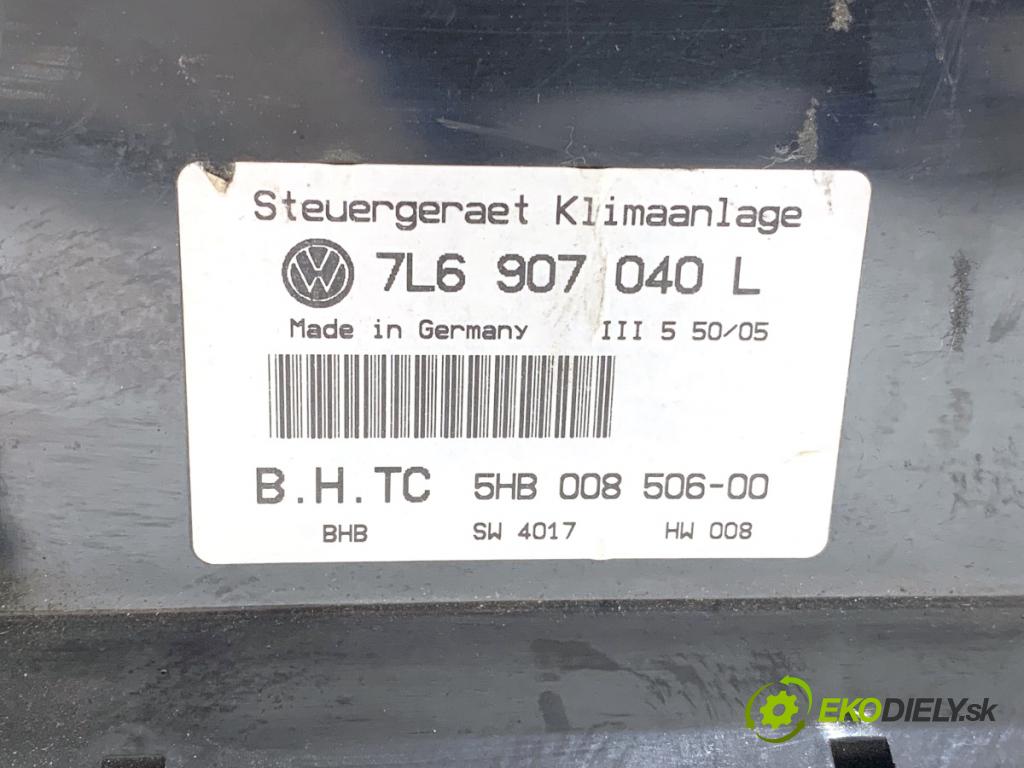 Steuergeraet Klimaanlage
7L6 907 040 L
Made in Germany III 5 50/05
B.H.TC 5HB 008 506-00
BHB SW 4017 HW 008
EKODIELY.sk